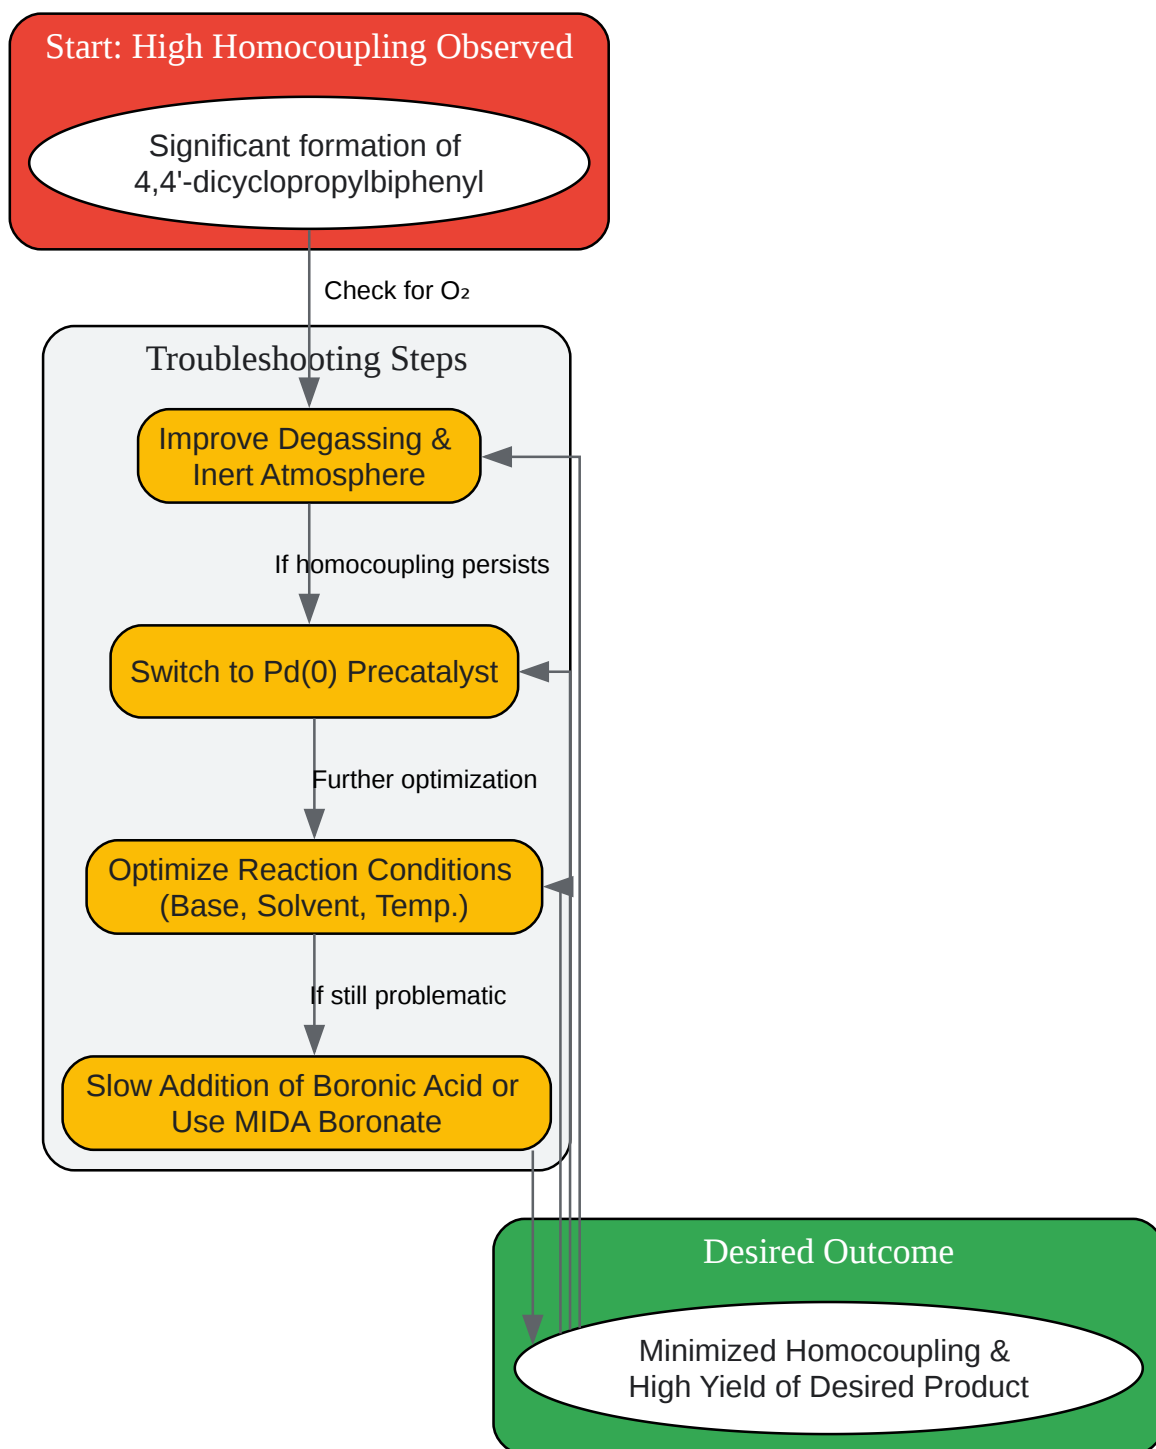 Start: High Homocoupling Observed
Significant formation of
4,4'-dicyclopropylbiphenyl
Check for O₂
Troubleshooting Steps
Improve Degassing &
Inert Atmosphere
If homocoupling persists
Switch to Pd(0) Precatalyst
Further optimization
Optimize Reaction Conditions
(Base, Solvent, Temp.)
If still problematic
Slow Addition of Boronic Acid or
Use MIDA Boronate
Desired Outcome
Minimized Homocoupling &
High Yield of Desired Product